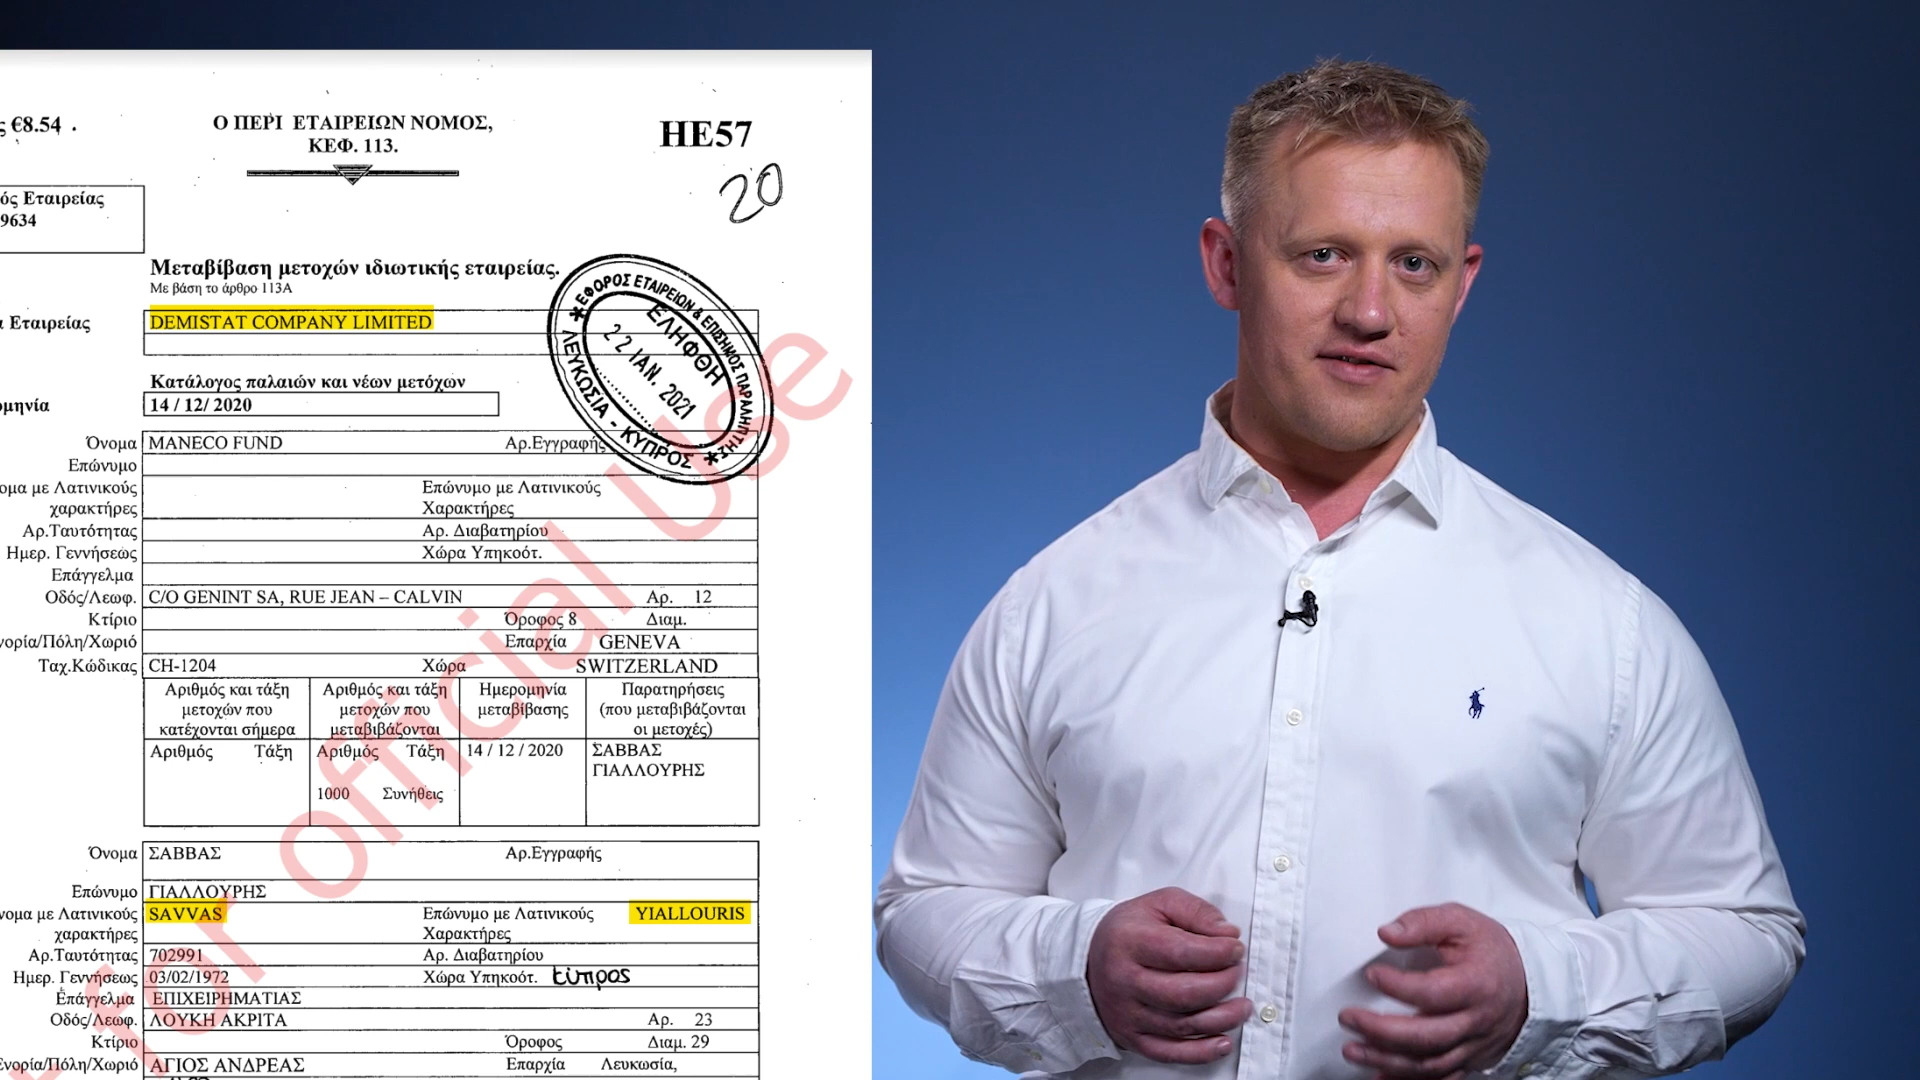 ς €8.54 .
Ο ΠΕΡΙ ΕΤΑΙΡΕΙΩΝ ΝΟΜΟΣ,
ΚΕΦ. 113.
ΗΕ57
20
ός Εταιρείας
9634
Μεταβίβαση μετοχών ιδιωτικής εταιρείας.
Με βάση το άρθρο 113Α
α Εταιρείας DEMISTAT COMPANY LIMITED
ΕΦΟΡΟΣ ΕΤΑΙΡΕΙΩΝ & ΕΠΙΣΗΜΟΣ ΠΑΡΑΛΗΠΤΗΣ
ΕΛΗΦΘΗ
22 ΙΑΝ. 2021
ΛΕΥΚΩΣΙΑ - ΚΥΠΡΟΣ
Κατάλογος παλαιών και νέων μετόχων
ομηνία 14 / 12/ 2020
Όνομα MANECO FUND Αρ.Εγγραφής
Επώνυμο
νομα με Λατινικούς Επώνυμο με Λατινικούς
χαρακτήρες Χαρακτήρες
Αρ.Ταυτότητας Αρ. Διαβατηρίου
Ημερ. Γεννήσεως Χώρα Υπηκοότ.
Επάγγελμα
Οδός/Λεωφ. C/O GENINT SA, RUE JEAN – CALVIN Αρ. 12
Κτίριο Όροφος 8 Διαμ.
νορία/Πόλη/Χωριό Επαρχία GENEVA
Ταχ.Κώδικας CH-1204 Χώρα SWITZERLAND
Αριθμός και τάξη Αριθμός και τάξη Ημερομηνία Παρατηρήσεις
μετοχών που μετοχών που μεταβίβασης (που μεταβιβάζονται
κατέχονται σήμερα μεταβιβάζονται οι μετοχές)
Αριθμός Τάξη Αριθμός Τάξη 14 / 12 / 2020 ΣΑΒΒΑΣ
ΓΙΑΛΛΟΥΡΗΣ
1000 Συνήθεις
Όνομα ΣΑΒΒΑΣ Αρ.Εγγραφής
Επώνυμο ΓΙΑΛΛΟΥΡΗΣ
νομα με Λατινικούς SAVVAS Επώνυμο με Λατινικούς YIALLOURIS
χαρακτήρες Χαρακτήρες
Αρ.Ταυτότητας 702991 Αρ. Διαβατηρίου
Ημερ. Γεννήσεως 03/02/1972 Χώρα Υπηκοότ. Κύπρος
Επάγγελμα ΕΠΙΧΕΙΡΗΜΑΤΙΑΣ
Οδός/Λεωφ. ΛΟΥΚΗ ΑΚΡΙΤΑ Αρ. 23
Κτίριο Όροφος Διαμ. 29
Ενορία/Πόλη/Χωριό ΑΓΙΟΣ ΑΝΔΡΕΑΣ Επαρχία Λευκωσία,
for official Use